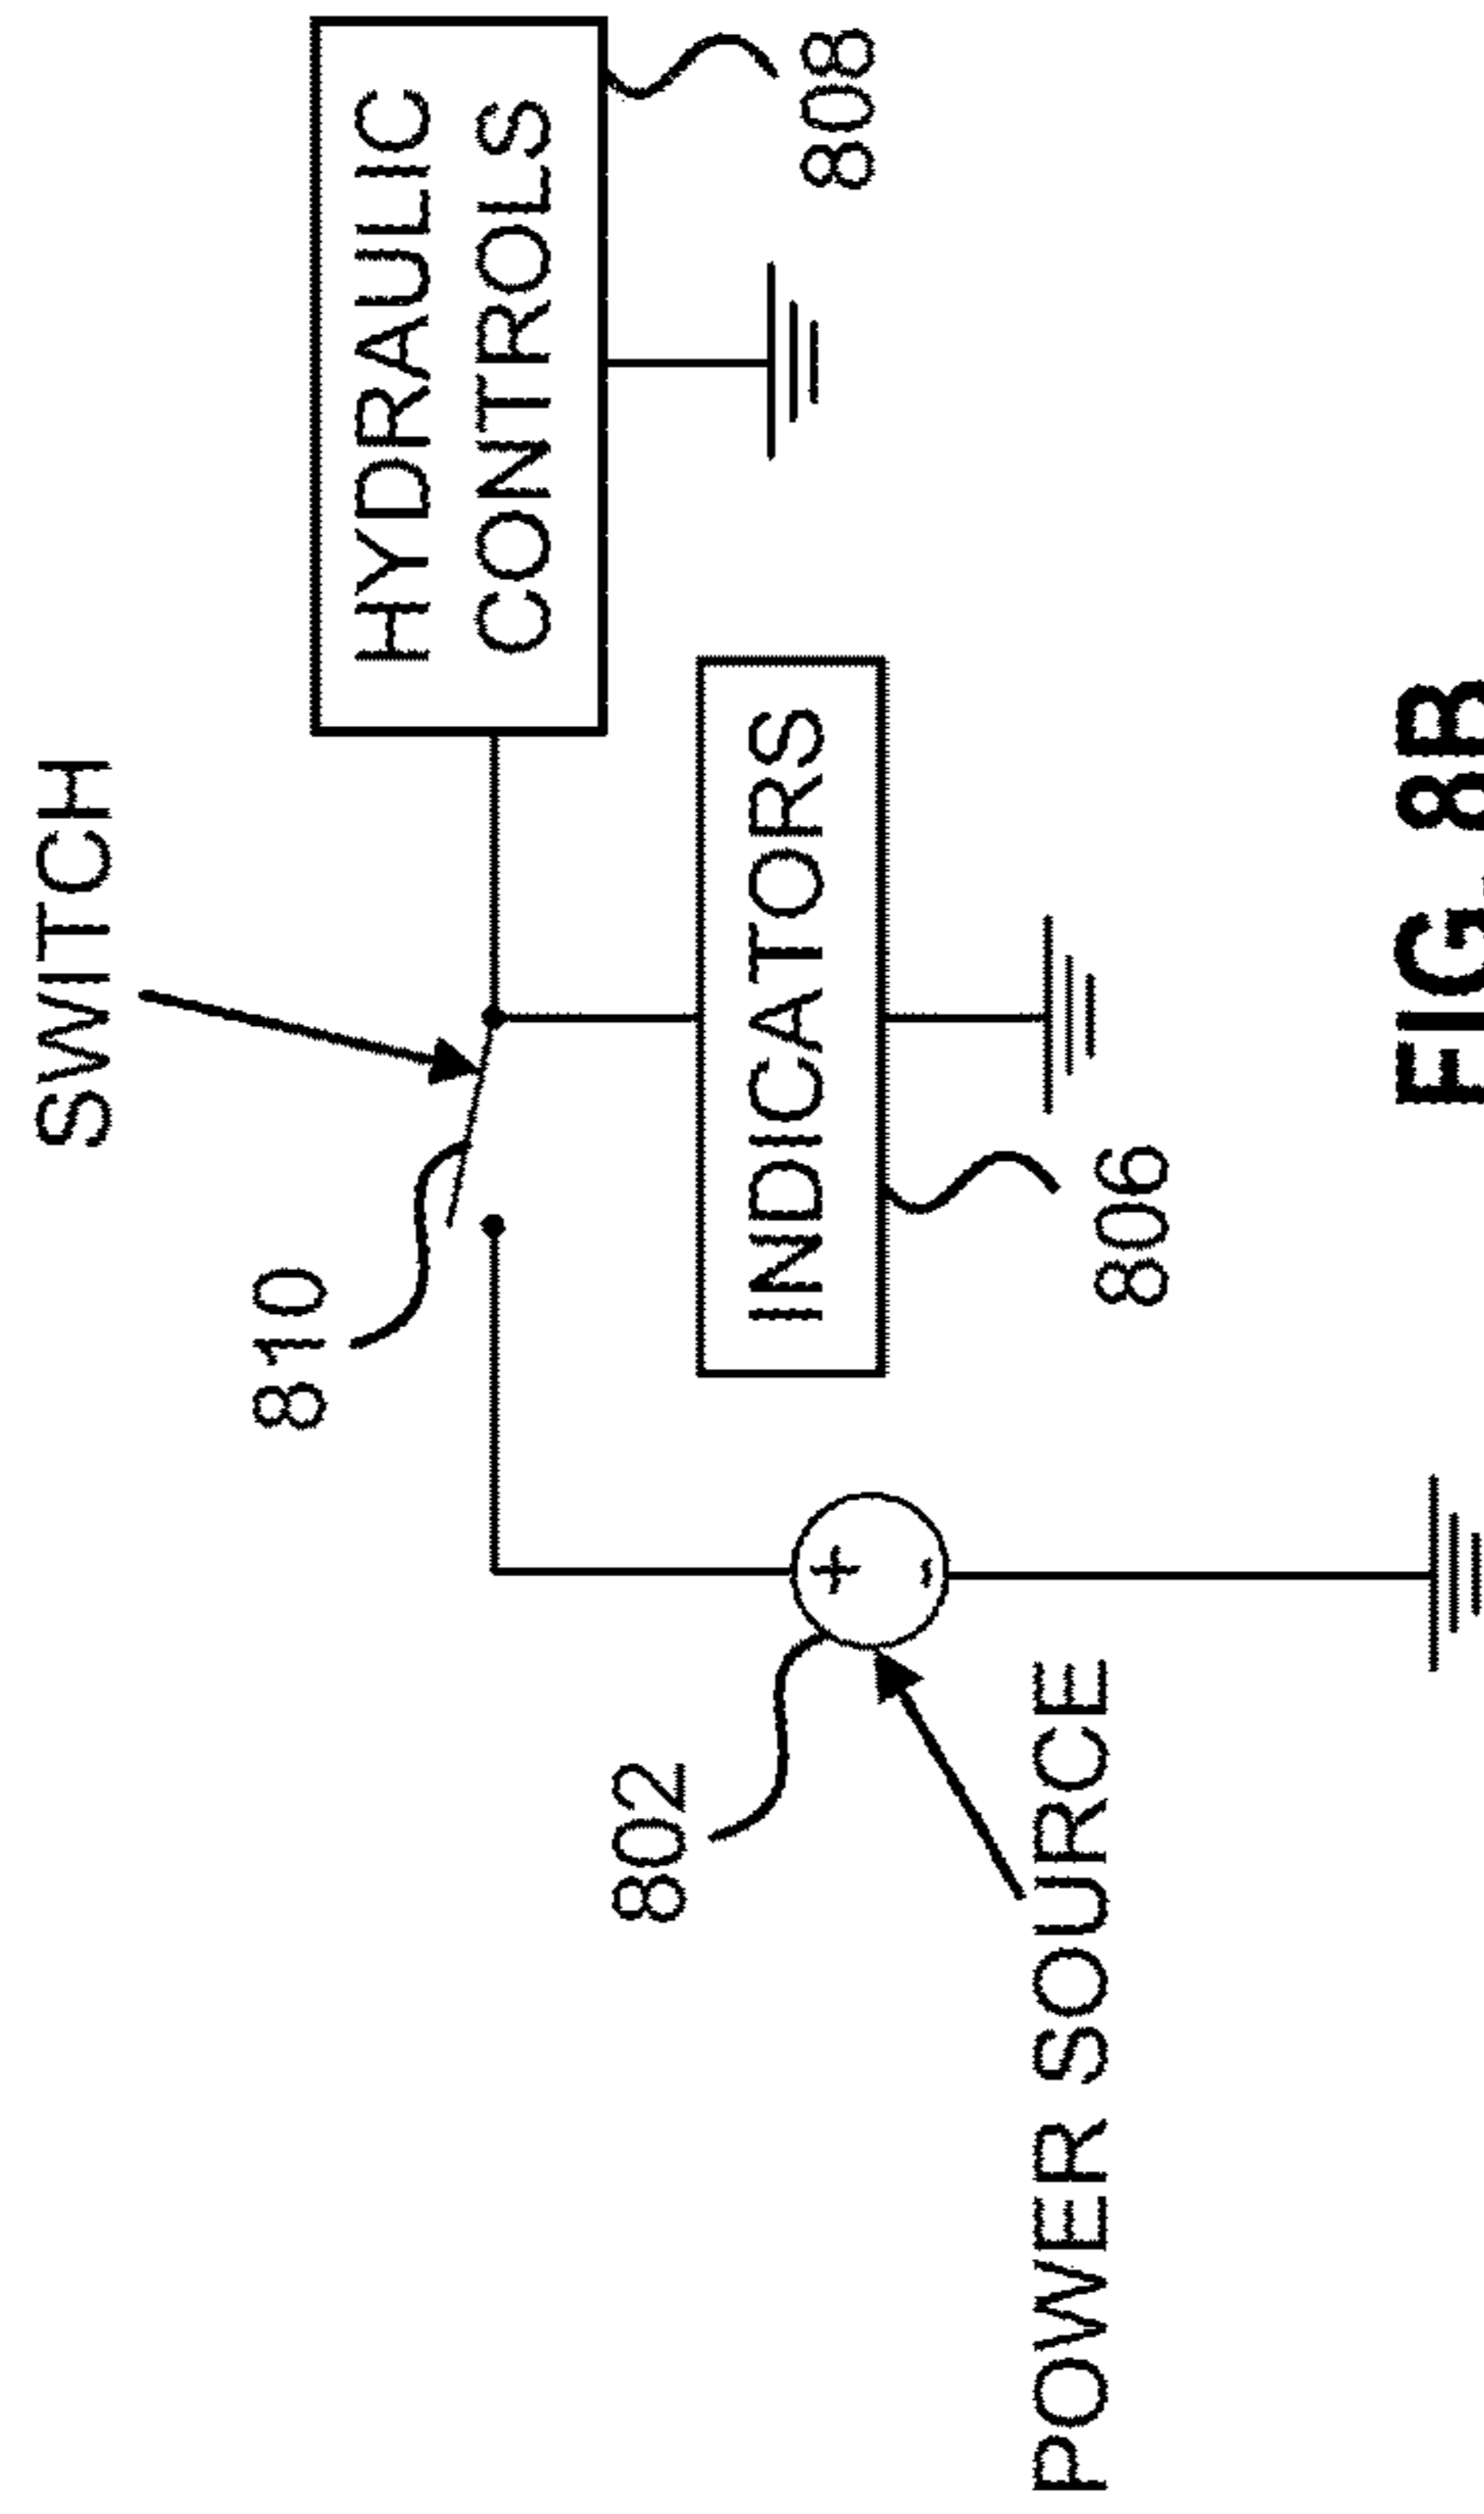 SWITCH
810
HYDRAULIC
CONTROLS
808
802
+
-
INDICATORS
806
POWER SOURCE
FIG. 8B